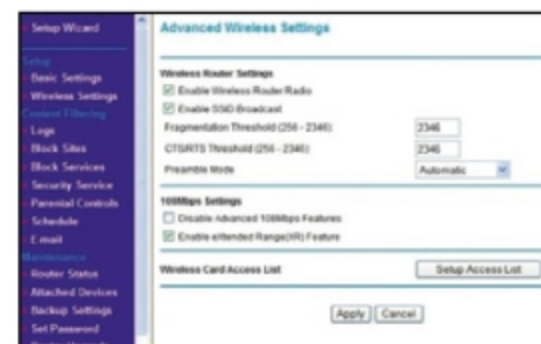 Setup Wizard
Setup
Basic Settings
Wireless Settings
Content Filtering
Logs
Block Sites
Block Services
Security Service
Parental Controls
Schedule
E-mail
Maintenance
Router Status
Attached Devices
Backup Settings
Set Password
Advanced Wireless Settings
Wireless Router Settings
Enable Wireless Router Radio
Enable SSID Broadcast
Fragmentation Threshold (256 - 2346): 2346
CTS/RTS Threshold (256 - 2346): 2346
Preamble Mode Automatic
108Mbps Settings
Disable Advanced 108Mbps Features
Enable eXtended Range(XR) Feature
Wireless Card Access List Setup Access List
Apply Cancel